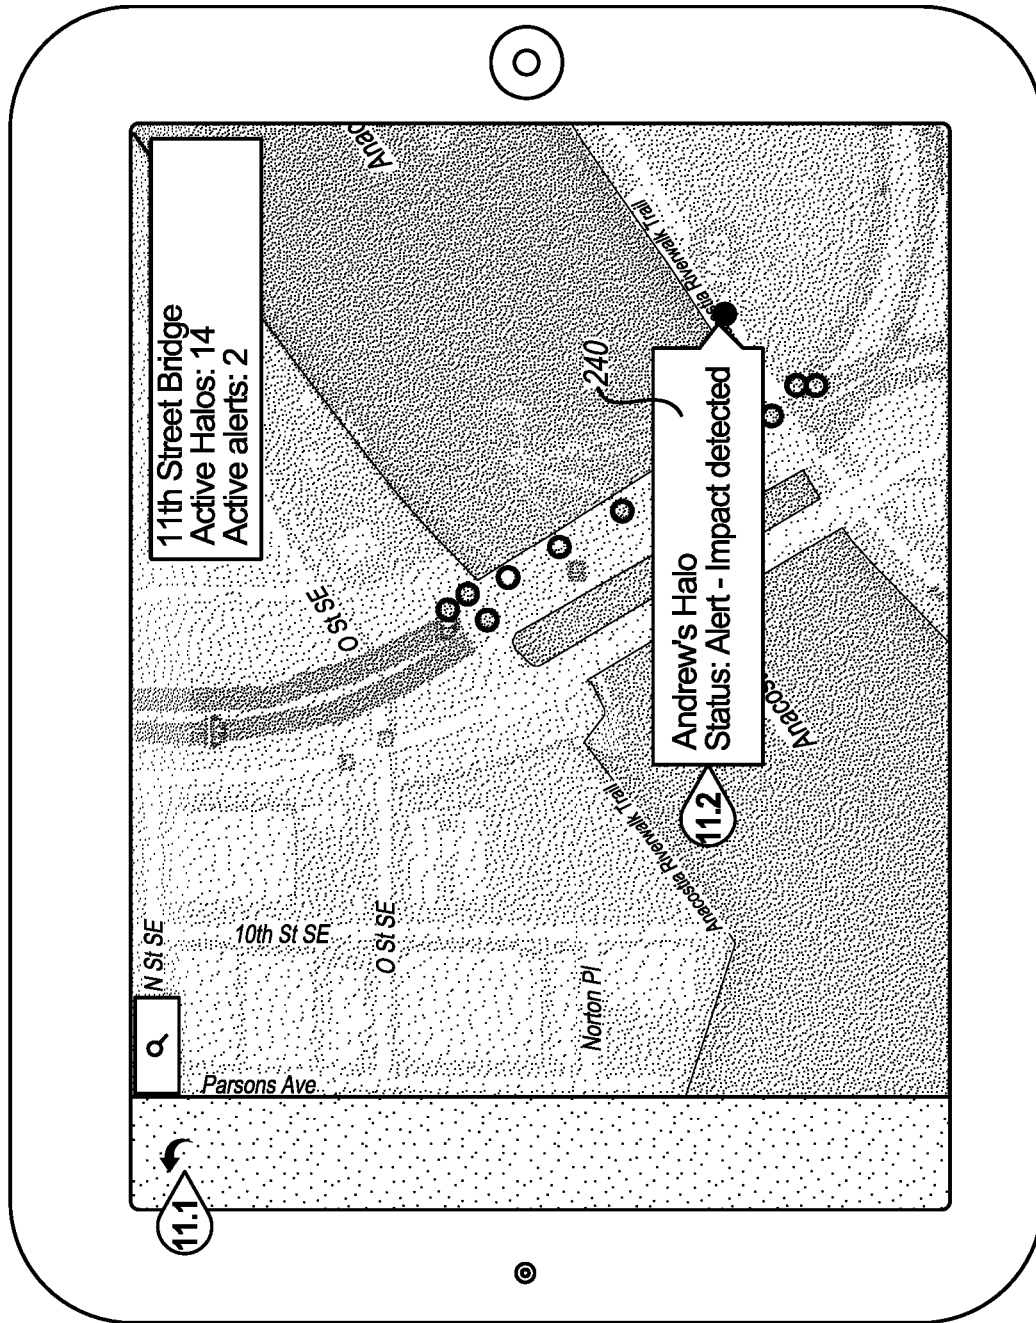 11.1
Parsons Ave
N St SE
10th St SE
O St SE
O St SE
11th Street Bridge
Active Halos: 14
Active alerts: 2
Norton Pl
Anacostia Riverwalk Trail
Anacos
Anac
Riverwalk Trail
240
11.2
Andrew's Halo
Status: Alert - Impact detected